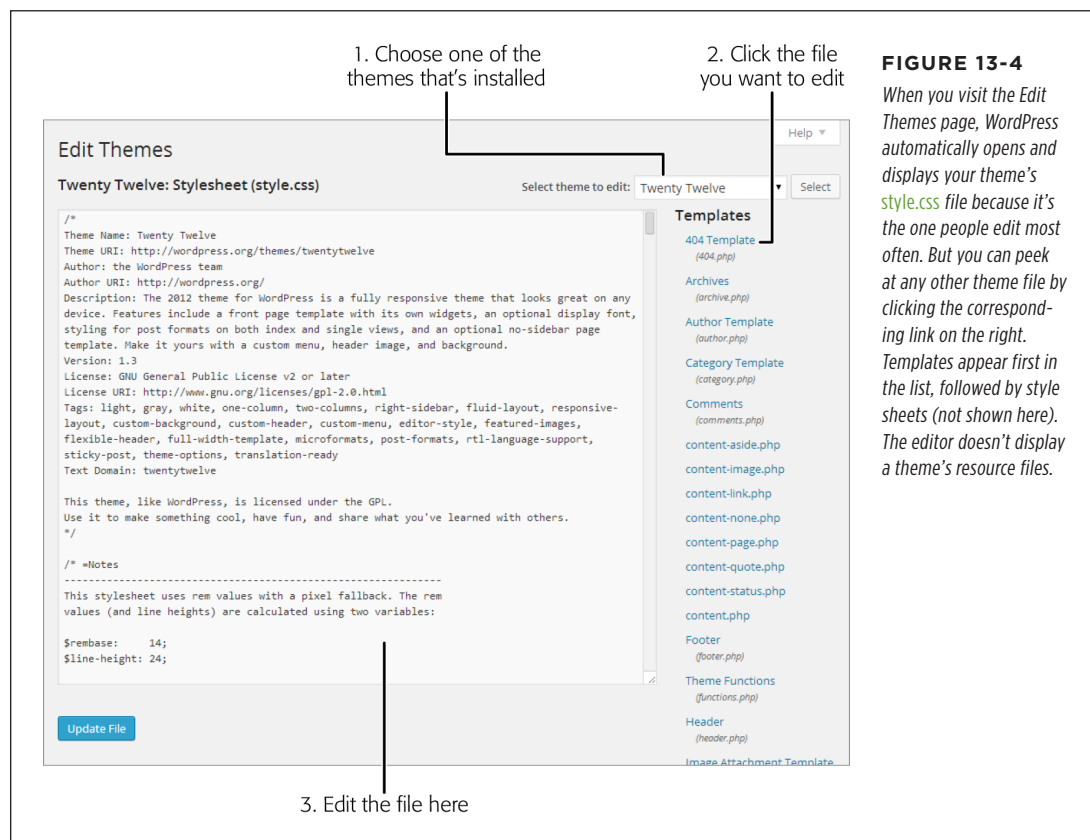 1. Choose one of the
themes that's installed
2. Click the file
you want to edit
Help
Edit Themes
Twenty Twelve: Stylesheet (style.css)
Select theme to edit:
Twenty Twelve
Select
/*
Theme Name: Twenty Twelve
Theme URI: http://wordpress.org/themes/twentytwelve
Author: the WordPress team
Author URI: http://wordpress.org/
Description: The 2012 theme for WordPress is a fully responsive theme that looks great on any
device. Features include a front page template with its own widgets, an optional display font,
styling for post formats on both index and single views, and an optional no-sidebar page
template. Make it yours with a custom menu, header image, and background.
Version: 1.3
License: GNU General Public License v2 or later
License URI: http://www.gnu.org/licenses/gpl-2.0.html
Tags: light, gray, white, one-column, two-columns, right-sidebar, fluid-layout, responsive-
layout, custom-background, custom-header, custom-menu, editor-style, featured-images,
flexible-header, full-width-template, microformats, post-formats, rtl-language-support,
sticky-post, theme-options, translation-ready
Text Domain: twentytwelve
This theme, like WordPress, is licensed under the GPL.
Use it to make something cool, have fun, and share what you've learned with others.
*/
/* =Notes
--------------------------------------------------------------
This stylesheet uses rem values with a pixel fallback. The rem
values (and line heights) are calculated using two variables:
$rembase:     14;
$line-height: 24;
Update File
Templates
404 Template
(404.php)
Archives
(archive.php)
Author Template
(author.php)
Category Template
(category.php)
Comments
(comments.php)
content-aside.php
content-image.php
content-link.php
content-none.php
content-page.php
content-quote.php
content-status.php
content.php
Footer
(footer.php)
Theme Functions
(functions.php)
Header
(header.php)
Image Attachment Template
3. Edit the file here
FIGURE 13-4
When you visit the Edit
Themes page, WordPress
automatically opens and
displays your theme's
style.css file because it's
the one people edit most
often. But you can peek
at any other theme file by
clicking the correspond-
ing link on the right.
Templates appear first in
the list, followed by style
sheets (not shown here).
The editor doesn't display
a theme's resource files.